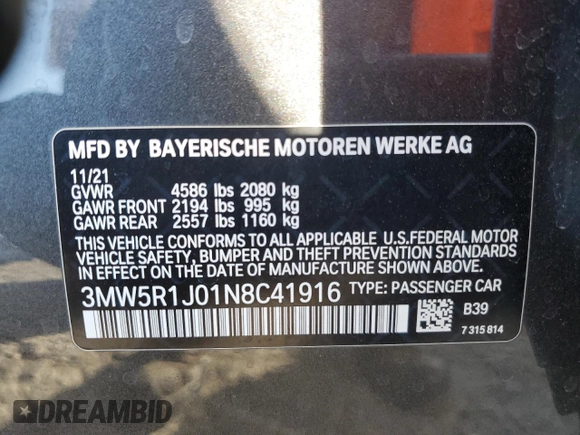 MFD BY BAYERISCHE MOTOREN WERKE AG
11/21
GVWR 4586 lbs 2080 kg
GAWR FRONT 2194 lbs 995 kg
GAWR REAR 2557 lbs 1160 kg
THIS VEHICLE CONFORMS TO ALL APPLICABLE U.S.FEDERAL MOTOR
VEHICLE SAFETY, BUMPER AND THEFT PREVENTION STANDARDS
IN EFFECT ON THE DATE OF MANUFACTURE SHOWN ABOVE.
3MW5R1J01N8C41916 TYPE: PASSENGER CAR
B39
7 315 814
DREAMBID